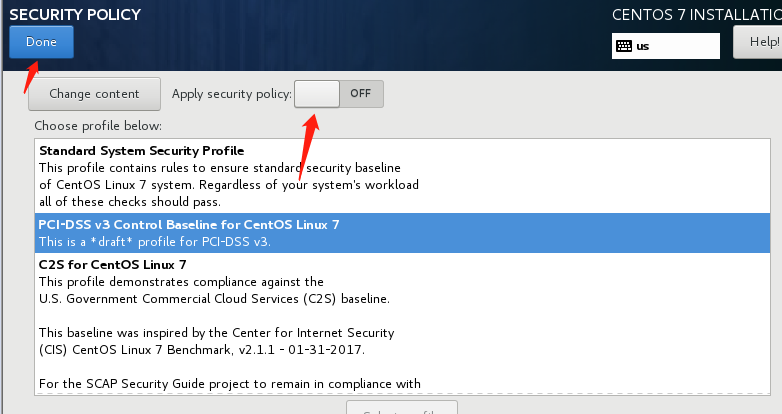 SECURITY POLICY
CENTOS 7 INSTALLATIO
Done
us
Help!
Change content
Apply security policy:
OFF
Choose profile below:
Standard System Security Profile
This profile contains rules to ensure standard security baseline
of CentOS Linux 7 system. Regardless of your system's workload
all of these checks should pass.
PCI-DSS v3 Control Baseline for CentOS Linux 7
This is a *draft* profile for PCI-DSS v3.
C2S for CentOS Linux 7
This profile demonstrates compliance against the
U.S. Government Commercial Cloud Services (C2S) baseline.
This baseline was inspired by the Center for Internet Security
(CIS) CentOS Linux 7 Benchmark, v2.1.1 - 01-31-2017.
For the SCAP Security Guide project to remain in compliance with